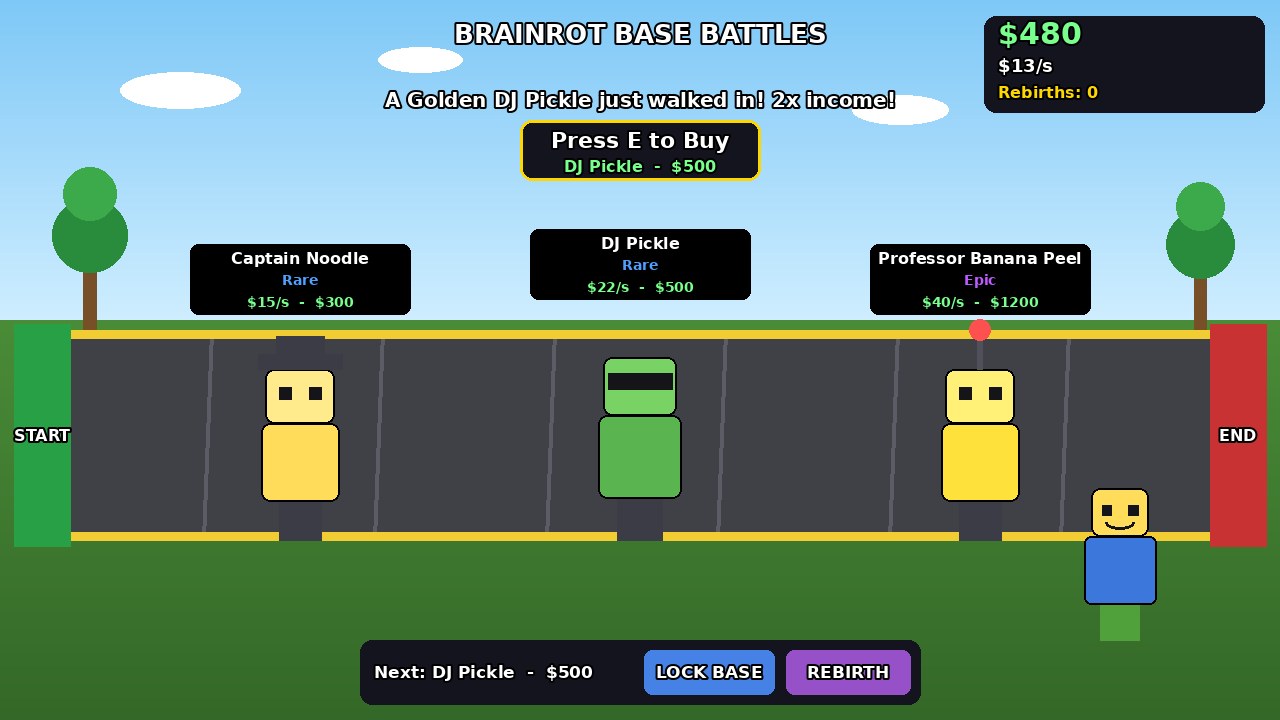 BRAINROT BASE BATTLES
$480
$13/s
Rebirths: 0
A Golden DJ Pickle just walked in! 2x income!
Press E to Buy
DJ Pickle - $500
Captain Noodle
Rare
$15/s - $300
DJ Pickle
Rare
$22/s - $500
Professor Banana Peel
Epic
$40/s - $1200
START
END
Next: DJ Pickle - $500
LOCK BASE
REBIRTH